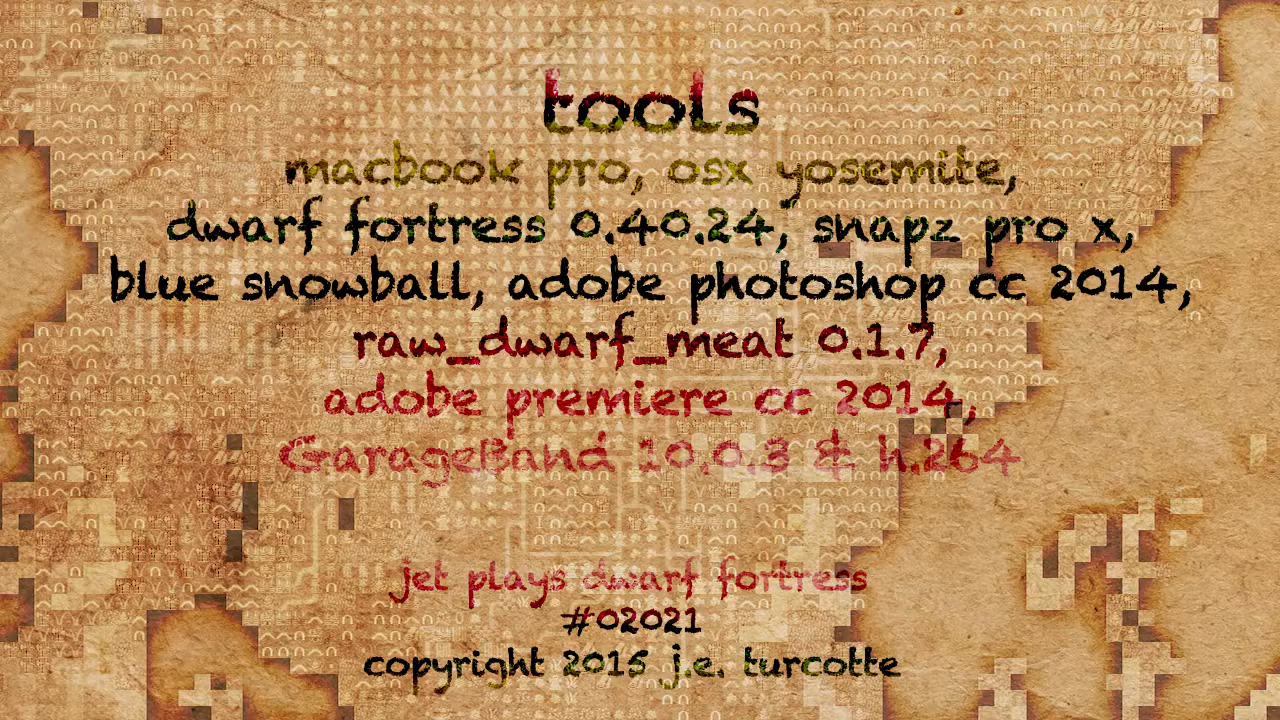 tools
macbook pro, osx yosemite,
dwarf fortress 0.40.24, snapz pro x,
blue snowball, adobe photoshop cc 2014,
raw_dwarf_meat 0.1.7,
adobe premiere cc 2014,
GarageBand 10.0.3 & h.264
jet plays dwarf fortress
#02021
copyright 2015 j.e. turcotte